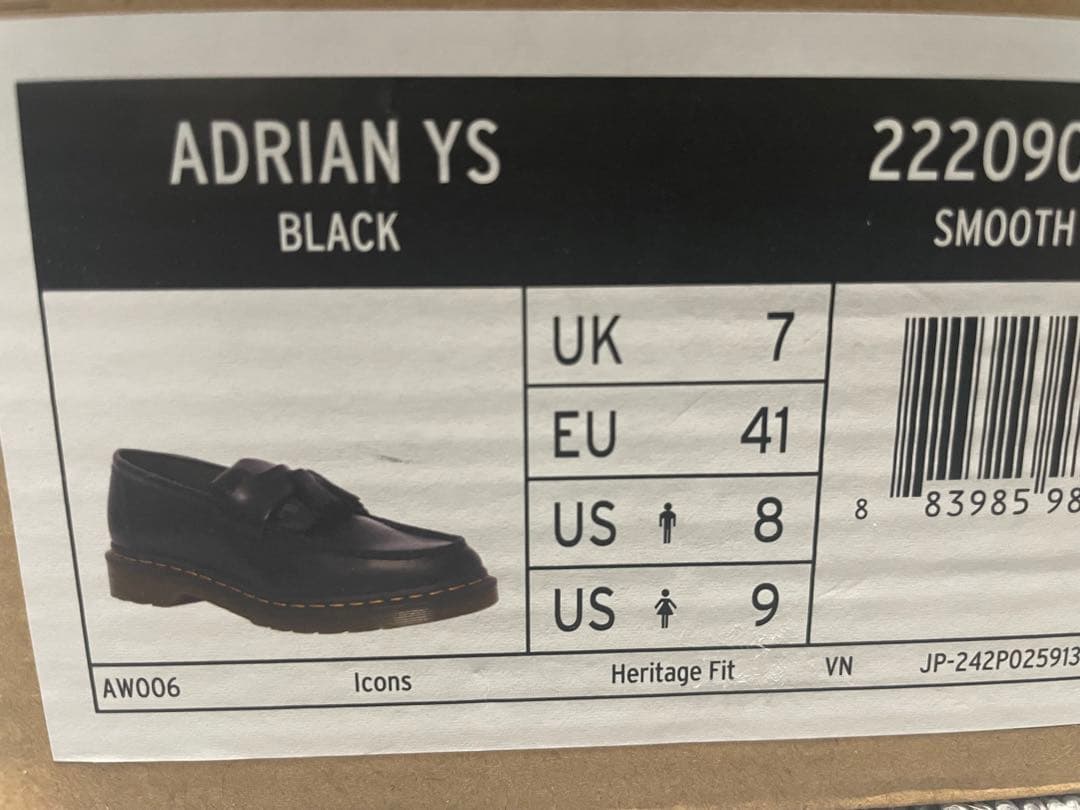 ADRIAN YS
BLACK
222090
SMOOTH
UK 7
EU 41
US 8
US 9
8 83985 98
AW006 Icons Heritage Fit VN JP-242P025913